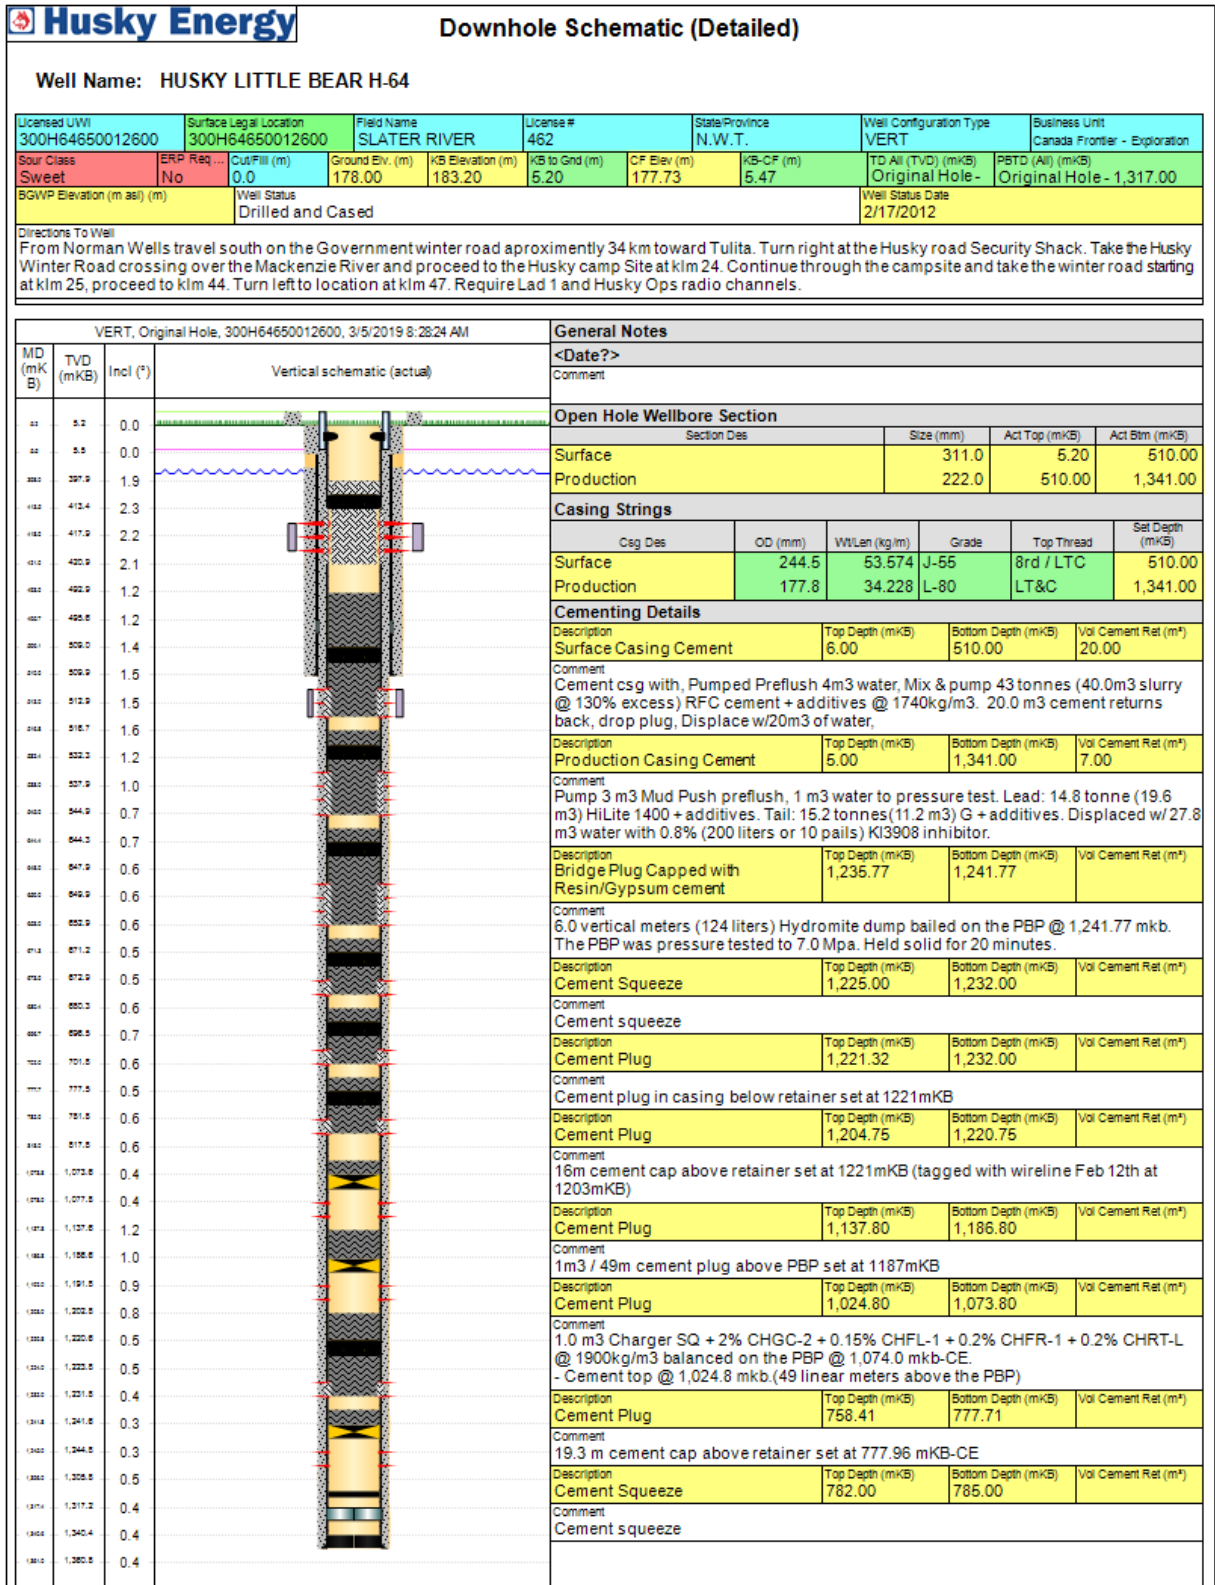 Husky Energy
Downhole Schematic (Detailed)
Well Name: HUSKY LITTLE BEAR H-64
Licensed UWI Surface Legal Location Field Name License # State/Province Well Configuration Type Business Unit
300H64650012600 300H64650012600 SLATER RIVER 462 N.W.T. VERT Canada Frontier - Exploration
Sour Class ERP Req ... Cut/Fill (m) Ground Elv. (m) KB Elevation (m) KB to Gnd (m) CF Elev (m) KB-CF (m) TD All (TVD) (mKB) PBTD (All) (mKB)
Sweet No 0.0 178.00 183.20 5.20 177.73 5.47 Original Hole - Original Hole - 1,317.00
BGWP Elevation (m asl) (m) Well Status Well Status Date
Drilled and Cased 2/17/2012
Directions To Well
From Norman Wells travel south on the Government winter road aproximently 34 km toward Tulita. Turn right at the Husky road Security Shack. Take the Husky
Winter Road crossing over the Mackenzie River and proceed to the Husky camp Site at klm 24. Continue through the campsite and take the winter road starting
at klm 25, proceed to klm 44. Turn left to location at klm 47. Require Lad 1 and Husky Ops radio channels.
VERT, Original Hole, 300H64650012600, 3/5/2019 8:28:24 AM
MD (mKB) TVD (mKB) Incl (°) Vertical schematic (actual)
5.2 0.0
5.5 0.0
397.9 1.9
413.4 2.3
417.9 2.2
420.9 2.1
492.9 1.2
495.6 1.2
509.0 1.4
509.9 1.5
512.9 1.5
516.7 1.6
532.3 1.2
537.9 1.0
544.9 0.7
644.3 0.7
647.9 0.6
649.9 0.6
652.9 0.6
671.2 0.5
672.9 0.5
680.3 0.6
696.5 0.7
701.8 0.6
777.5 0.6
781.8 0.6
817.8 0.6
1,073.6 0.4
1,077.8 0.4
1,137.6 1.2
1,186.6 1.0
1,191.8 0.9
1,202.8 0.8
1,220.6 0.5
1,223.8 0.5
1,231.8 0.4
1,241.6 0.3
1,244.8 0.3
1,305.8 0.5
1,317.2 0.4
1,340.4 0.4
1,360.8 0.4
General Notes
<Date?>
Comment
Open Hole Wellbore Section
Section Des Size (mm) Act Top (mKB) Act Btm (mKB)
Surface 311.0 5.20 510.00
Production 222.0 510.00 1,341.00
Casing Strings
Csg Des OD (mm) Wt/Len (kg/m) Grade Top Thread Set Depth (mKB)
Surface 244.5 53.574 J-55 8rd / LTC 510.00
Production 177.8 34.228 L-80 LT&C 1,341.00
Cementing Details
Description Top Depth (mKB) Bottom Depth (mKB) Vol Cement Ret (m³)
Surface Casing Cement 6.00 510.00 20.00
Comment
Cement csg with, Pumped Preflush 4m3 water, Mix & pump 43 tonnes (40.0m3 slurry
@ 130% excess) RFC cement + additives @ 1740kg/m3. 20.0 m3 cement returns
back, drop plug, Displace w/20m3 of water,
Description Top Depth (mKB) Bottom Depth (mKB) Vol Cement Ret (m³)
Production Casing Cement 5.00 1,341.00 7.00
Comment
Pump 3 m3 Mud Push preflush, 1 m3 water to pressure test. Lead: 14.8 tonne (19.6
m3) HiLite 1400 + additives. Tail: 15.2 tonnes(11.2 m3) G + additives. Displaced w/ 27.8
m3 water with 0.8% (200 liters or 10 pails) KI3908 inhibitor.
Description Top Depth (mKB) Bottom Depth (mKB) Vol Cement Ret (m³)
Bridge Plug Capped with 1,235.77 1,241.77
Resin/Gypsum cement
Comment
6.0 vertical meters (124 liters) Hydromite dump bailed on the PBP @ 1,241.77 mkb.
The PBP was pressure tested to 7.0 Mpa. Held solid for 20 minutes.
Description Top Depth (mKB) Bottom Depth (mKB) Vol Cement Ret (m³)
Cement Squeeze 1,225.00 1,232.00
Comment
Cement squeeze
Description Top Depth (mKB) Bottom Depth (mKB) Vol Cement Ret (m³)
Cement Plug 1,221.32 1,232.00
Comment
Cement plug in casing below retainer set at 1221mKB
Description Top Depth (mKB) Bottom Depth (mKB) Vol Cement Ret (m³)
Cement Plug 1,204.75 1,220.75
Comment
16m cement cap above retainer set at 1221mKB (tagged with wireline Feb 12th at
1203mKB)
Description Top Depth (mKB) Bottom Depth (mKB) Vol Cement Ret (m³)
Cement Plug 1,137.80 1,186.80
Comment
1m3 / 49m cement plug above PBP set at 1187mKB
Description Top Depth (mKB) Bottom Depth (mKB) Vol Cement Ret (m³)
Cement Plug 1,024.80 1,073.80
Comment
1.0 m3 Charger SQ + 2% CHGC-2 + 0.15% CHFL-1 + 0.2% CHFR-1 + 0.2% CHRT-L
@ 1900kg/m3 balanced on the PBP @ 1,074.0 mkb-CE.
- Cement top @ 1,024.8 mkb.(49 linear meters above the PBP)
Description Top Depth (mKB) Bottom Depth (mKB) Vol Cement Ret (m³)
Cement Plug 758.41 777.71
Comment
19.3 m cement cap above retainer set at 777.96 mKB-CE
Description Top Depth (mKB) Bottom Depth (mKB) Vol Cement Ret (m³)
Cement Squeeze 782.00 785.00
Comment
Cement squeeze